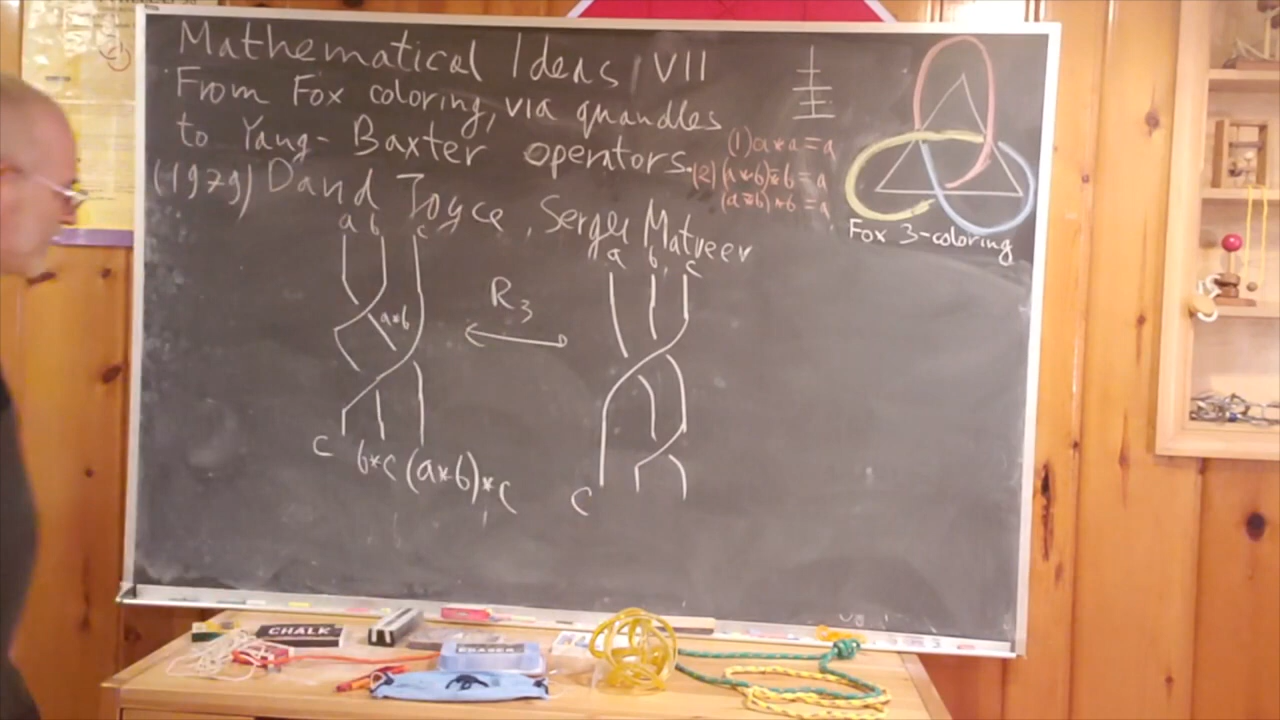 Mathematical Ideas VII
From Fox coloring, via quandles
to Yang-Baxter operators.
(1) a*a = a
(2) (a*b)*̄b = a
(a*̄b)*b = a
(1979) David Joyce, Sergei Matveev
Fox 3-coloring
a b c
a b c
a*b
R3
c b*c (a*b)*c
c
CHALK
ERASER